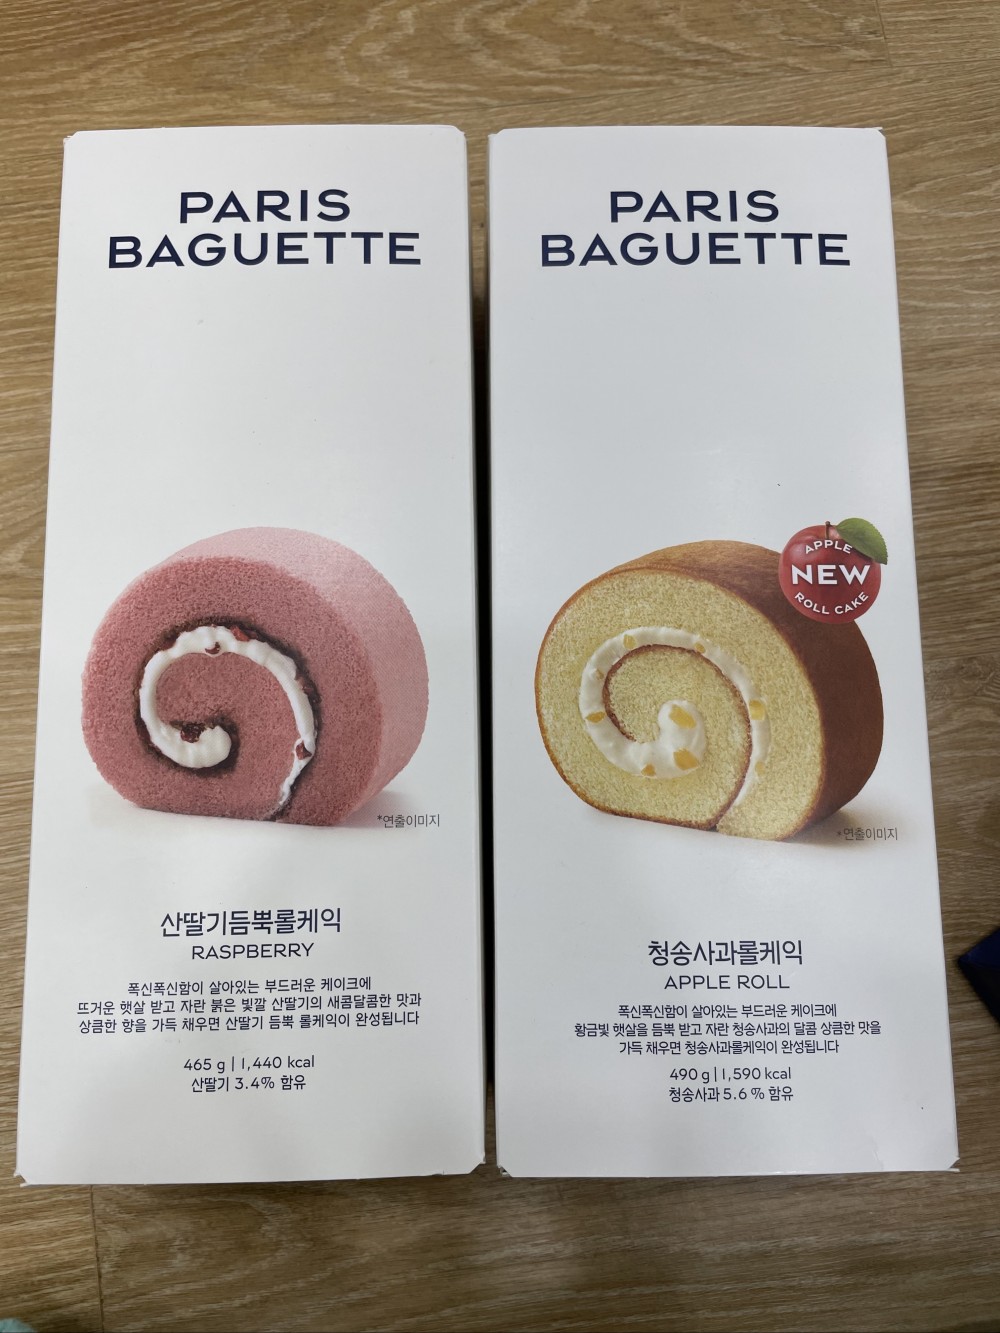 PARIS
BAGUETTE
*연출이미지
산딸기듬뿍롤케익
RASPBERRY
폭신폭신함이 살아있는 부드러운 케이크에
뜨거운 햇살 받고 자란 붉은 빛깔 산딸기의 새콤달콤한 맛과
상큼한 향을 가득 채우면 산딸기 듬뿍 롤케익이 완성됩니다
465 g | 1,440 kcal
산딸기 3.4% 함유
PARIS
BAGUETTE
APPLE
NEW
ROLL CAKE
*연출이미지
청송사과롤케익
APPLE ROLL
폭신폭신함이 살아있는 부드러운 케이크에
황금빛 햇살을 듬뿍 받고 자란 청송사과의 달콤 상큼한 맛을
가득 채우면 청송사과롤케익이 완성됩니다
490 g | 1,590 kcal
청송사과 5.6 % 함유